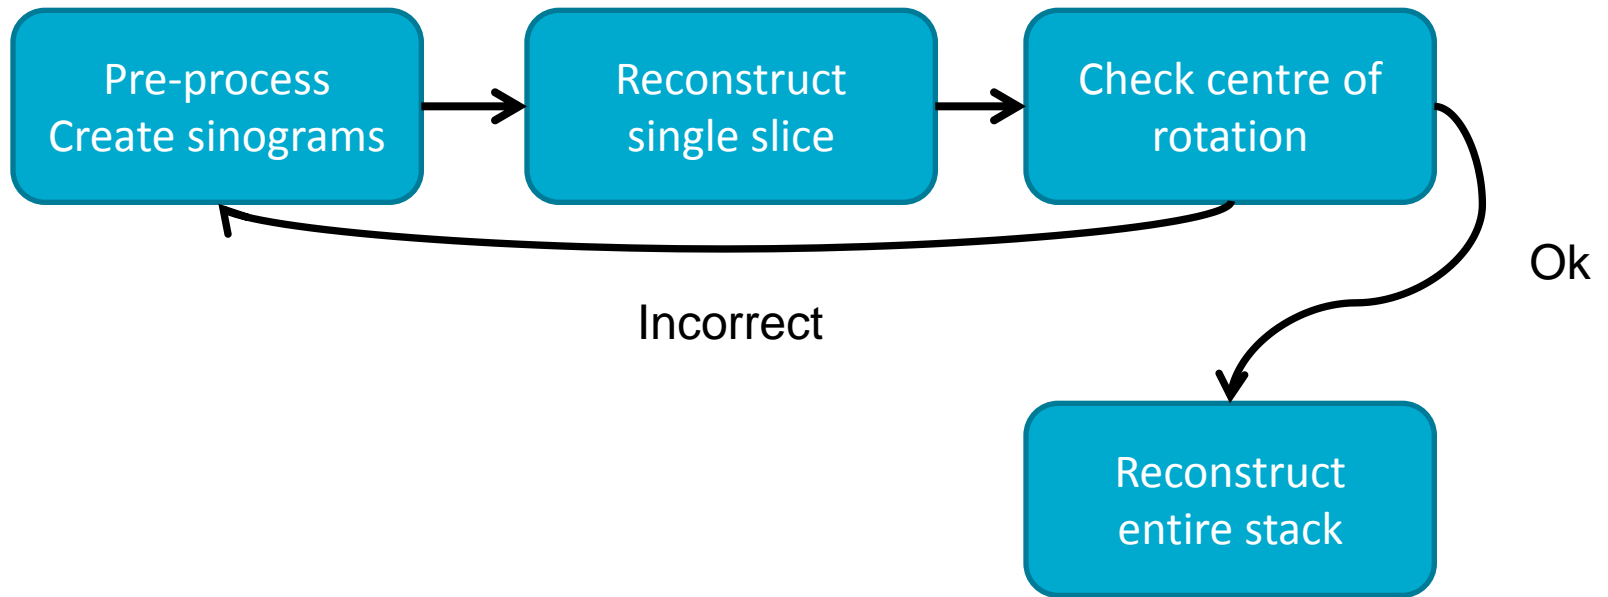 Pre-process
Create sinograms
Reconstruct
single slice
Check centre of
rotation
Ok
Incorrect
Reconstruct
entire stack